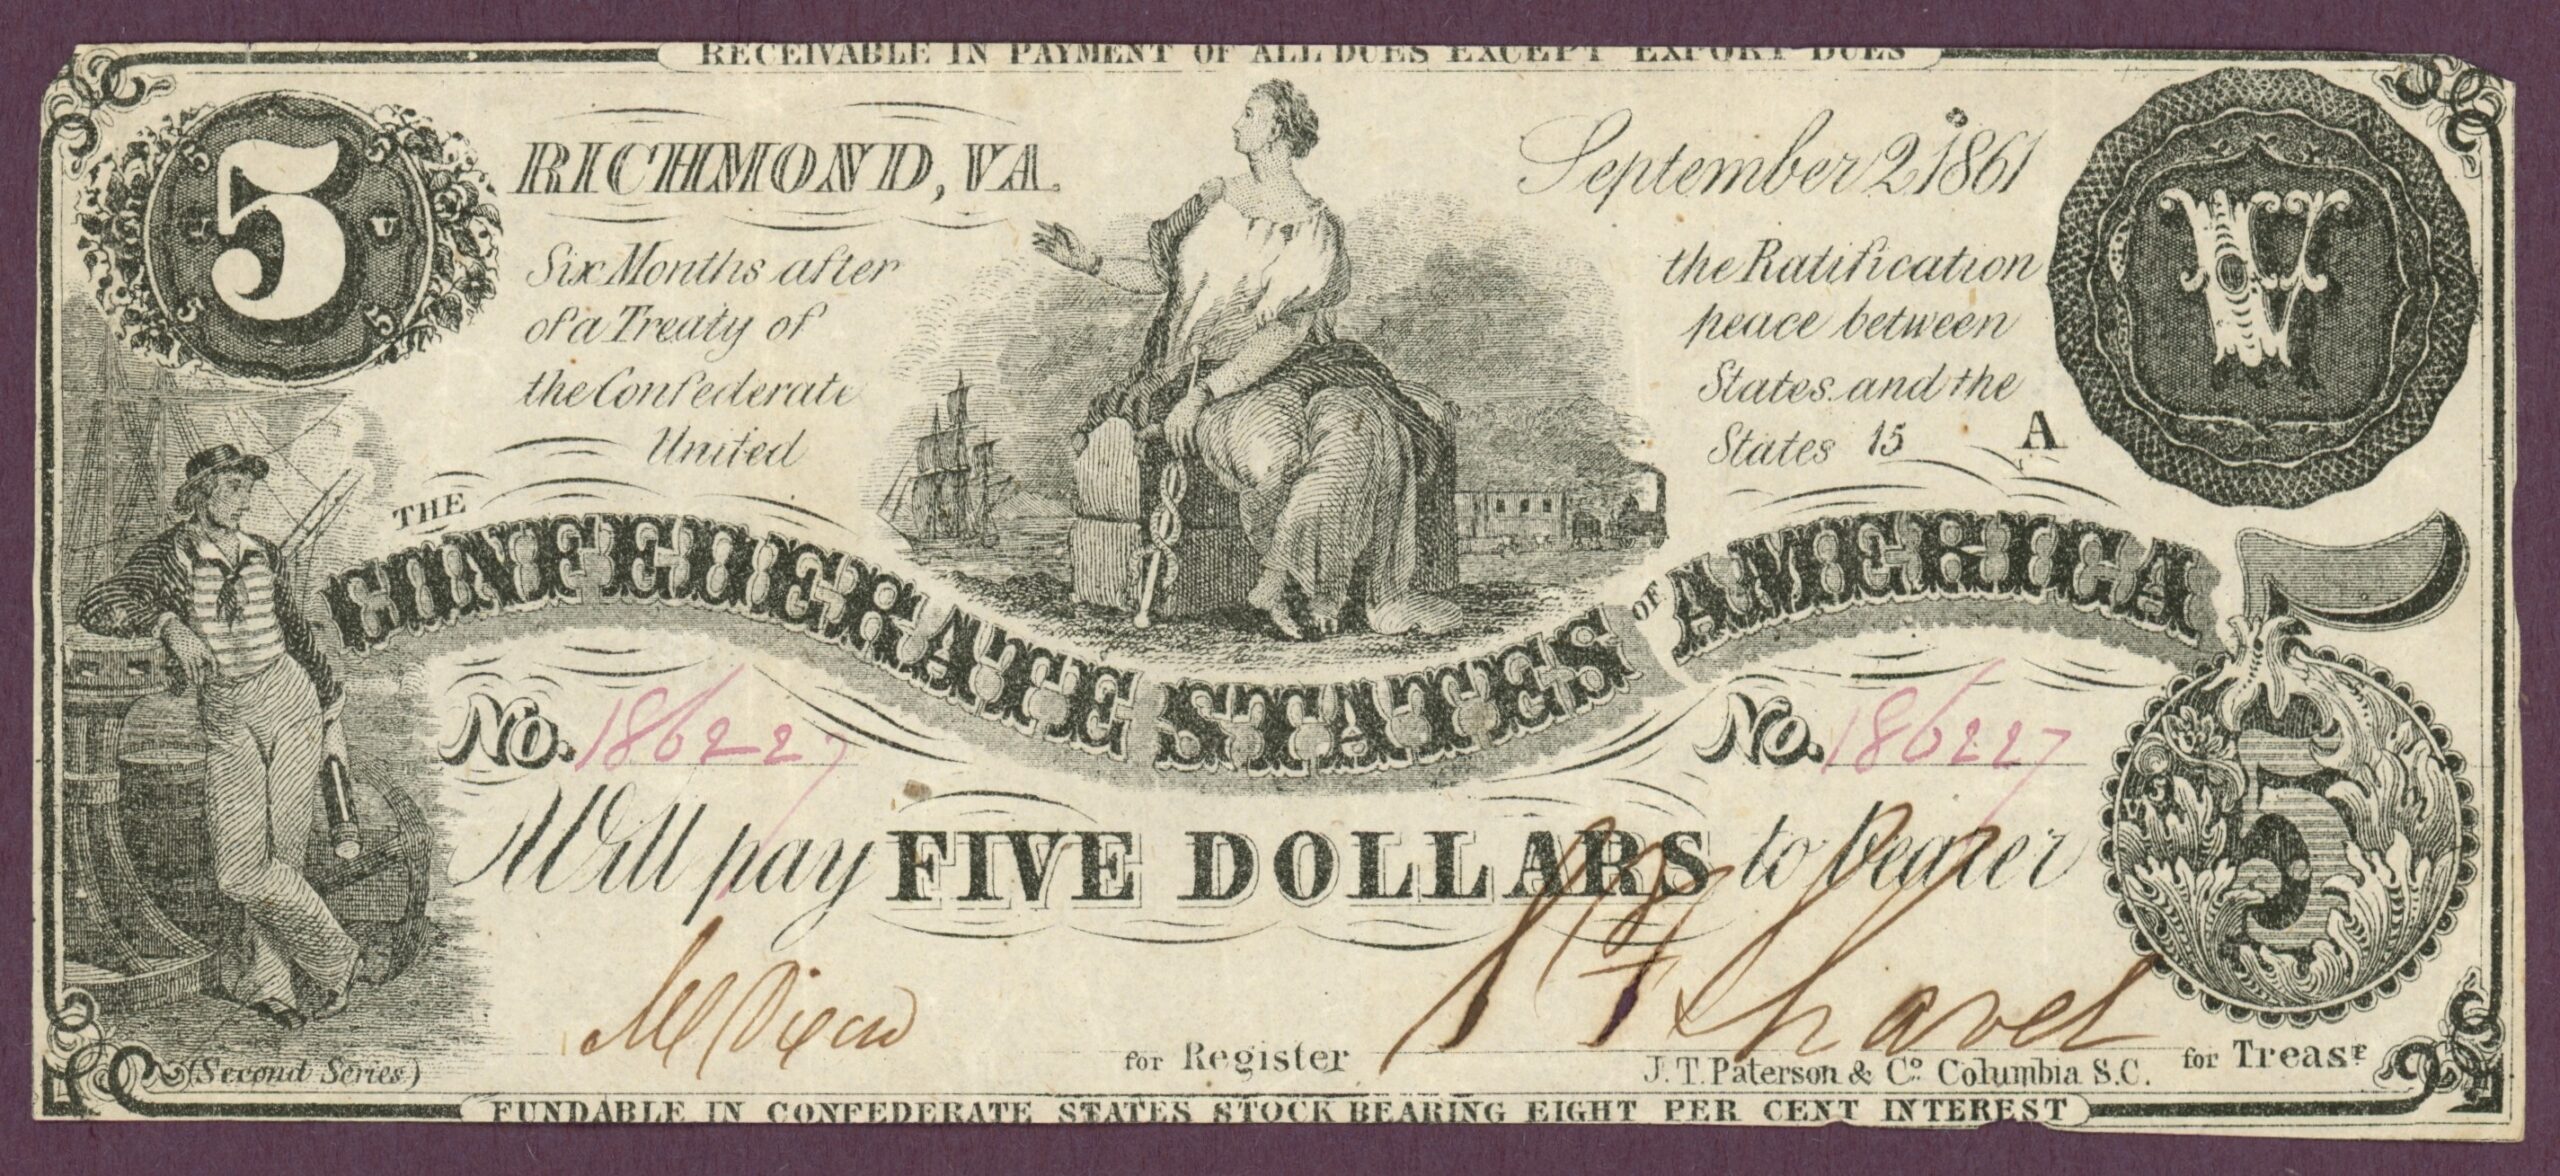 RECEIVABLE IN PAYMENT OF ALL DUES EXCEPT EXPORT DUES
5
RICHMOND, VA.
September 2, 1861
V
Six Months after the Ratification
of a Treaty of peace between
the Confederate States and the
United States 15 A
THE CONFEDERATE STATES OF AMERICA
5
No. 186227 No. 186227
Will pay FIVE DOLLARS to bearer
for Register
for Treasr
(Second Series)
J. T. Paterson & Co Columbia S.C.
FUNDABLE IN CONFEDERATE STATES STOCK BEARING EIGHT PER CENT INTEREST